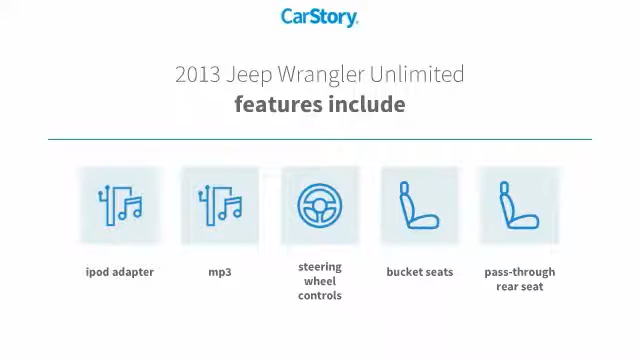 CarStory.
2013 Jeep Wrangler Unlimited
features include
ipod adapter
mp3
steering
wheel
controls
bucket seats
pass-through
rear seat